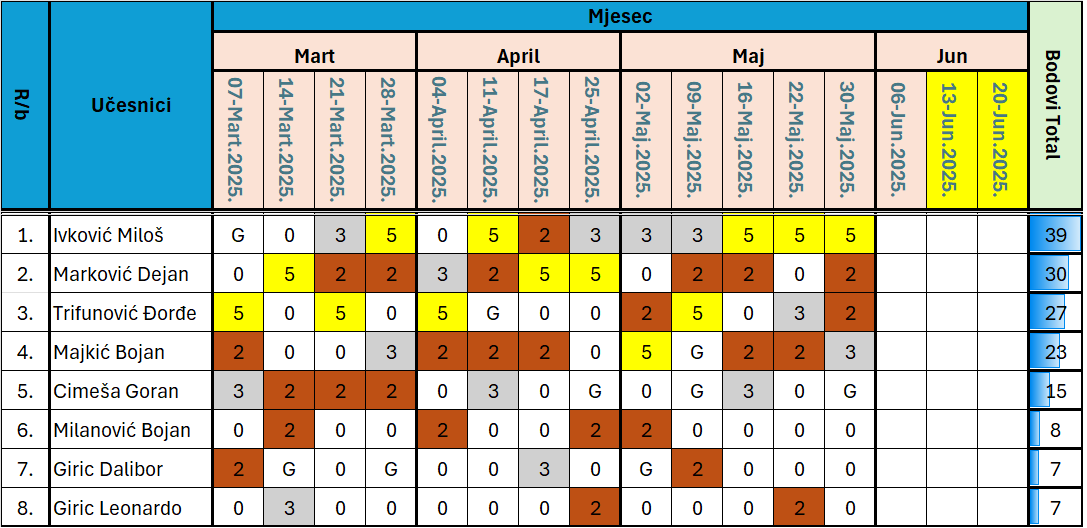 R/b Učesnici Mjesec Bodovi Total
Mart April Maj Jun
07-Mart.2025. 14-Mart.2025. 21-Mart.2025. 28-Mart.2025. 04-April.2025. 11-April.2025. 17-April.2025. 25-April.2025. 02-Maj.2025. 09-Maj.2025. 16-Maj.2025. 22-Maj.2025. 30-Maj.2025. 06-Jun.2025. 13-Jun.2025. 20-Jun.2025.
1. Ivković Miloš G 0 3 5 0 5 2 3 3 3 5 5 5 39
2. Marković Dejan 0 5 2 2 3 2 5 5 0 2 2 0 2 30
3. Trifunović Đorđe 5 0 5 0 5 G 0 0 2 5 0 3 2 27
4. Majkić Bojan 2 0 0 3 2 2 2 0 5 G 2 2 3 23
5. Cimeša Goran 3 2 2 2 0 3 0 G 0 G 3 0 G 15
6. Milanović Bojan 0 2 0 0 2 0 0 2 2 0 0 0 0 8
7. Giric Dalibor 2 G 0 G 0 0 3 0 G 2 0 0 0 7
8. Giric Leonardo 0 3 0 0 0 0 0 2 0 0 0 2 0 7